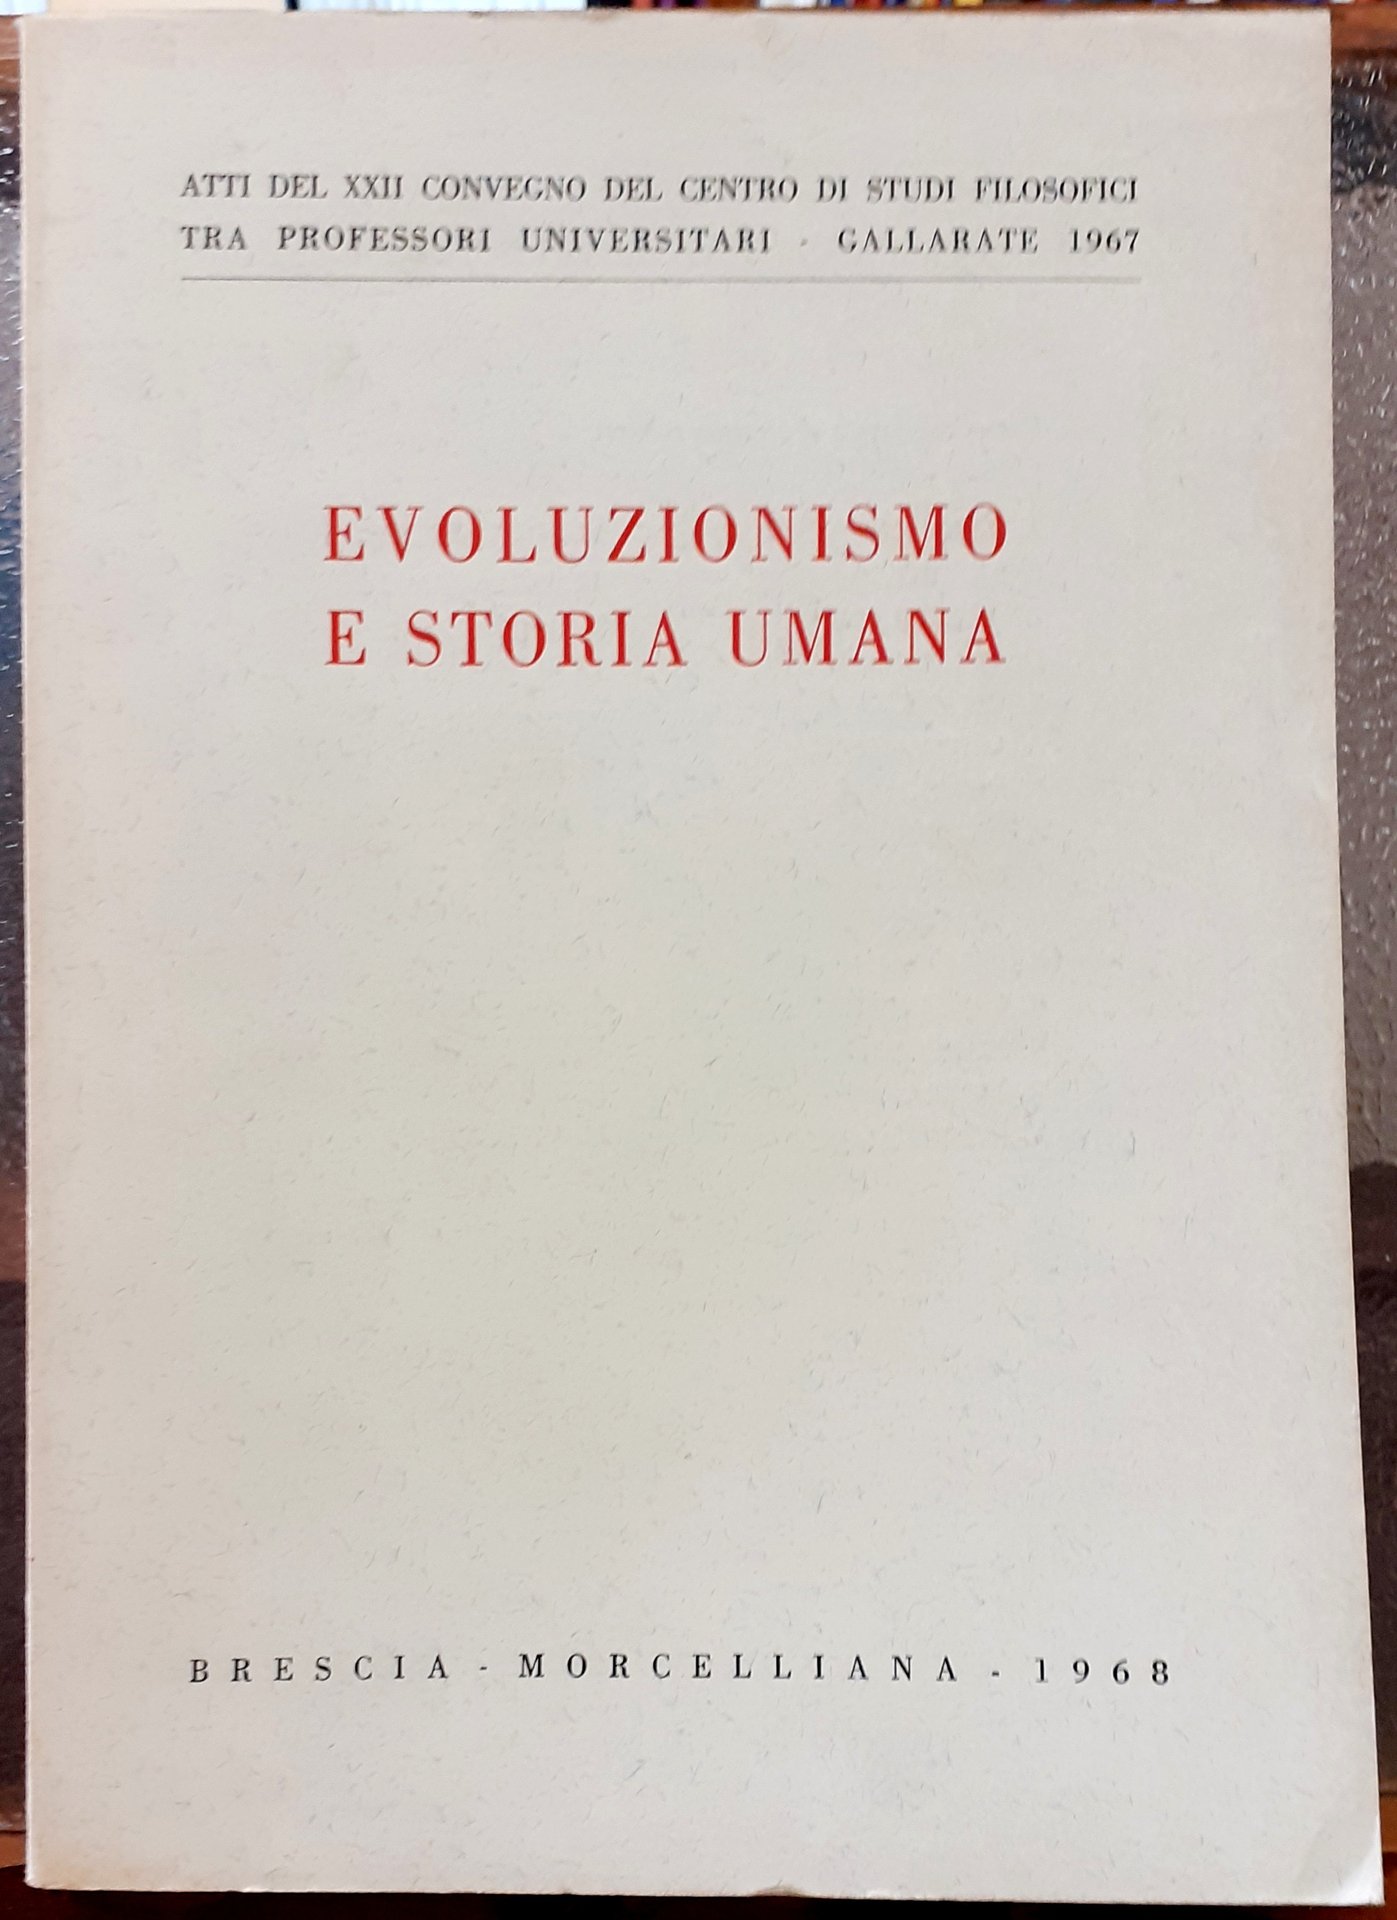 ATTI DEL XXII CONVEGNO DEL CENTRO DI STUDI FILOSOFICI
TRA PROFESSORI UNIVERSITARI - GALLARATE 1967
EVOLUZIONISMO
E STORIA UMANA
BRESCIA - MORCELLIANA - 1968